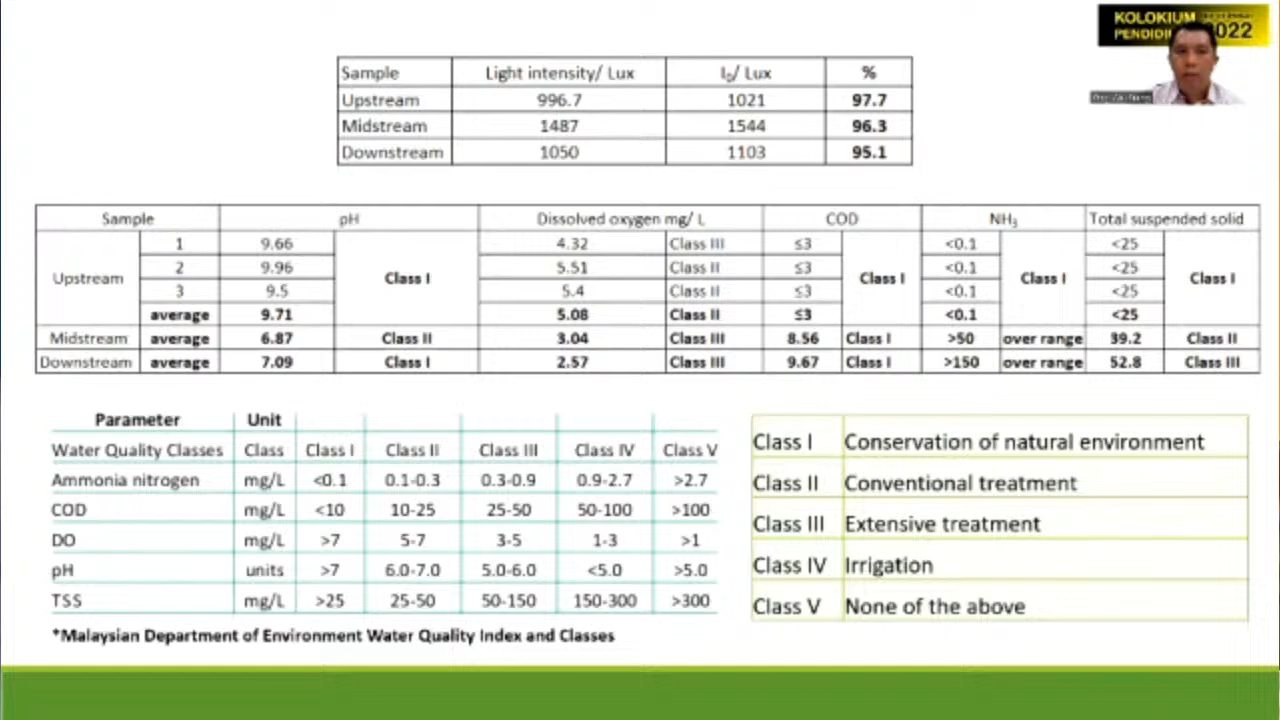 KOLOKIUM
PENDIDI 2022
Sample Light intensity/ Lux I₀/ Lux %
Upstream 996.7 1021 97.7
Midstream 1487 1544 96.3
Downstream 1050 1103 95.1
Sample pH Dissolved oxygen mg/ L COD NH₃ Total suspended solid
1 9.66 4.32 Class III ≤3 <0.1 <25
2 9.96 5.51 Class II ≤3 <0.1 <25
Upstream Class I Class I Class I Class I
3 9.5 5.4 Class II ≤3 <0.1 <25
average 9.71 5.08 Class II ≤3 <0.1 <25
Midstream average 6.87 Class II 3.04 Class III 8.56 Class I >50 over range 39.2 Class II
Downstream average 7.09 Class I 2.57 Class III 9.67 Class I >150 over range 52.8 Class III
Parameter Unit
Water Quality Classes Class Class I Class II Class III Class IV Class V
Ammonia nitrogen mg/L <0.1 0.1-0.3 0.3-0.9 0.9-2.7 >2.7
COD mg/L <10 10-25 25-50 50-100 >100
DO mg/L >7 5-7 3-5 1-3 >1
pH units >7 6.0-7.0 5.0-6.0 <5.0 >5.0
TSS mg/L >25 25-50 50-150 150-300 >300
*Malaysian Department of Environment Water Quality Index and Classes
Class I Conservation of natural environment
Class II Conventional treatment
Class III Extensive treatment
Class IV Irrigation
Class V None of the above